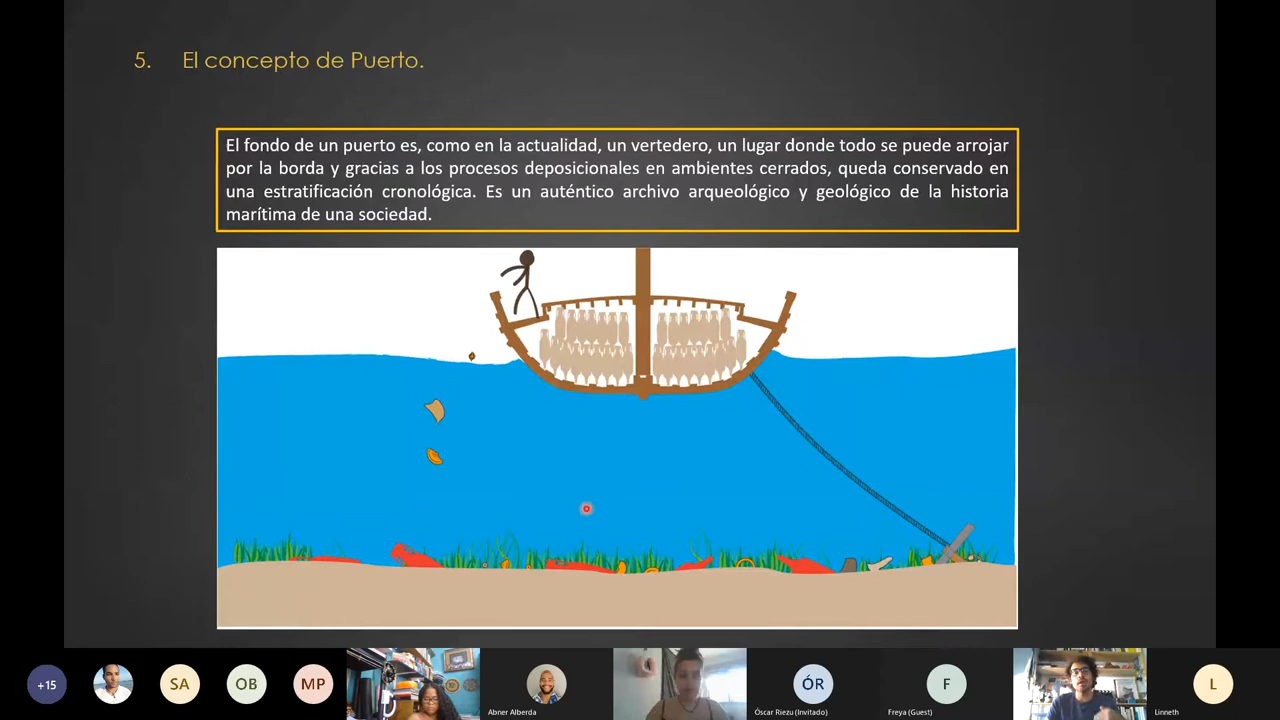 5. El concepto de Puerto.
El fondo de un puerto es, como en la actualidad, un vertedero, un lugar donde todo se puede arrojar
por la borda y gracias a los procesos deposicionales en ambientes cerrados, queda conservado en
una estratificación cronológica. Es un auténtico archivo arqueológico y geológico de la historia
marítima de una sociedad.
+15
SA
OB
MP
Abner Alberda
ÓR
Óscar Riezu (Invitado)
F
Freya (Guest)
L
Linneth